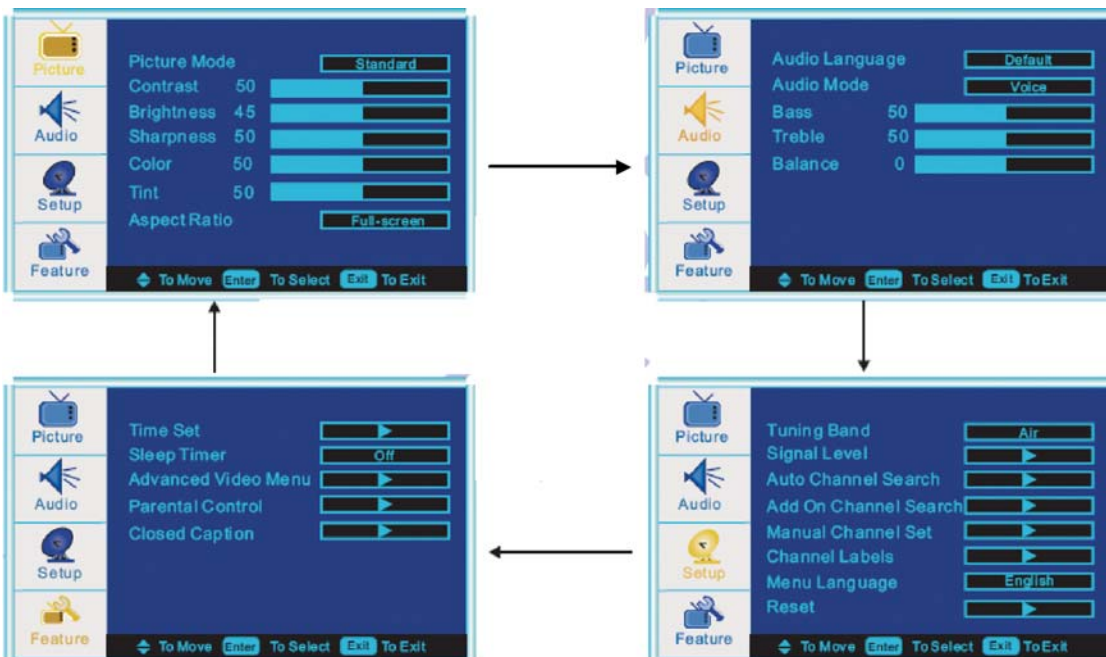 Picture
Audio
Setup
Feature
Picture Mode Standard
Contrast 50
Brightness 45
Sharpness 50
Color 50
Tint 50
Aspect Ratio Full-screen
To Move Enter To Select Exit To Exit
Picture
Audio
Setup
Feature
Audio Language Default
Audio Mode Voice
Bass 50
Treble 50
Balance 0
To Move Enter To Select Exit To Exit
Picture
Audio
Setup
Feature
Time Set
Sleep Timer Off
Advanced Video Menu
Parental Control
Closed Caption
To Move Enter To Select Exit To Exit
Picture
Audio
Setup
Feature
Tuning Band Air
Signal Level
Auto Channel Search
Add On Channel Search
Manual Channel Set
Channel Labels
Menu Language English
Reset
To Move Enter To Select Exit To Exit